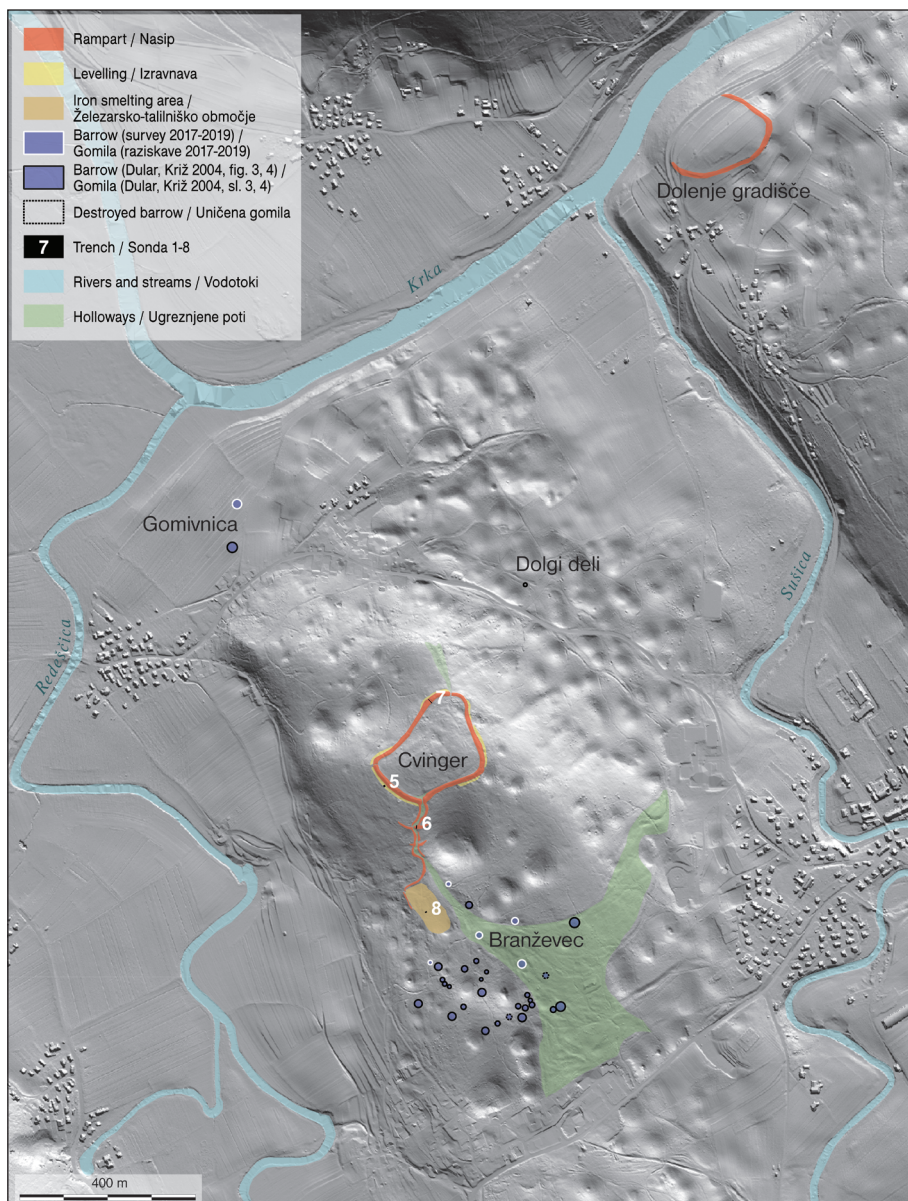 Rampart / Nasip
Levelling / Izravnava
Iron smelting area /
Železarsko-talilniško območje
Barrow (survey 2017-2019) /
Gomila (raziskave 2017-2019)
Barrow (Dular, Križ 2004, fig. 3, 4) /
Gomila (Dular, Križ 2004, sl. 3, 4)
Destroyed barrow / Uničena gomila
7 Trench / Sonda 1-8
Rivers and streams / Vodotoki
Holloways / Ugreznjene poti
Dolenje gradišče
Krka
Gomivnica
Dolgi deli
Sušica
Radeščica
7
Cvinger
5
6
8
Branževec
400 m